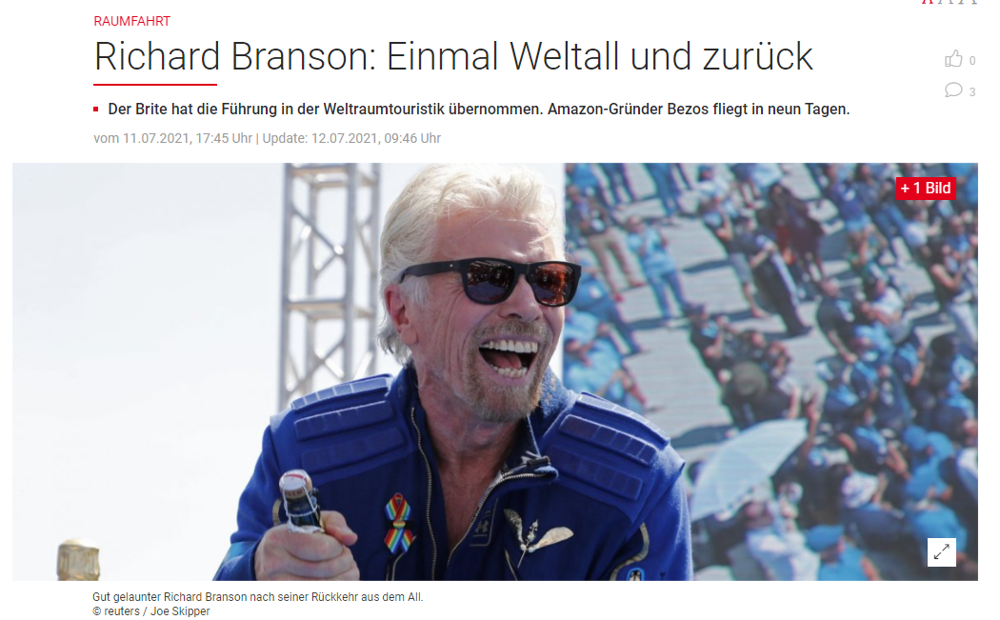 RAUMFAHRT
Richard Branson: Einmal Weltall und zurück
0
Der Brite hat die Führung in der Weltraumtouristik übernommen. Amazon-Gründer Bezos fliegt in neun Tagen.
3
vom 11.07.2021, 17:45 Uhr | Update: 12.07.2021, 09:46 Uhr
+ 1 Bild
Gut gelaunter Richard Branson nach seiner Rückkehr aus dem All.
© reuters / Joe Skipper